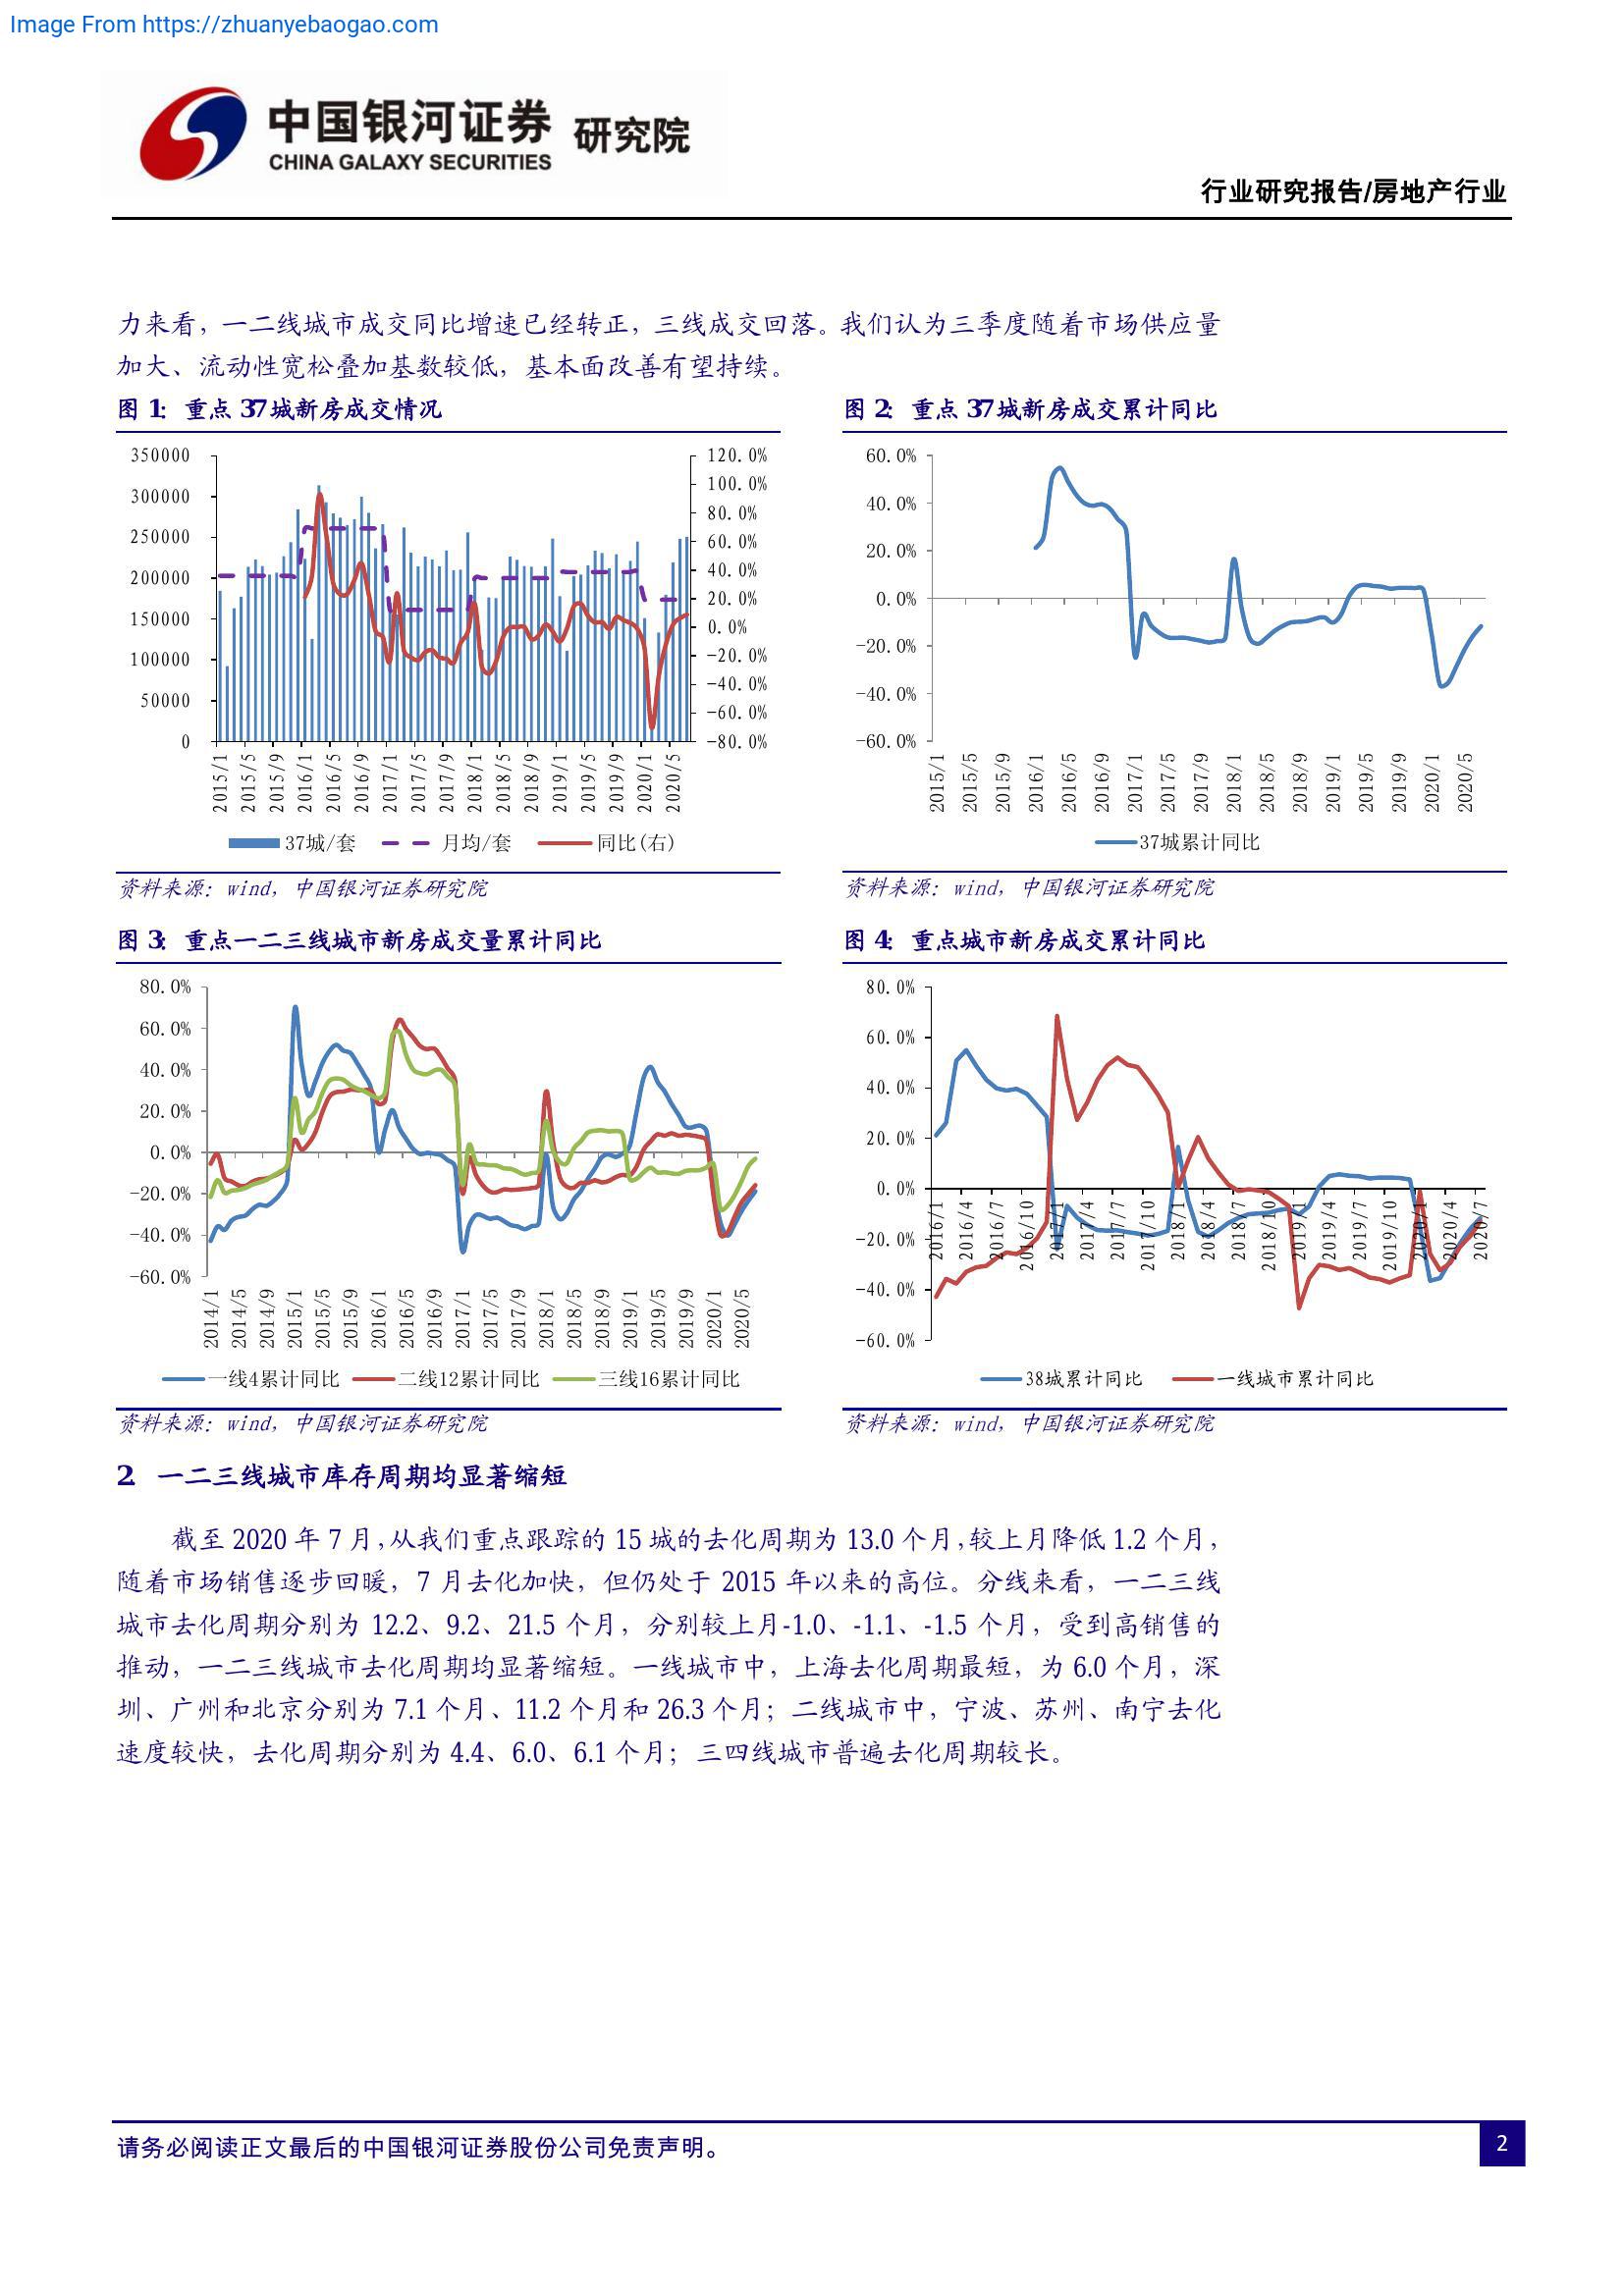 Image From https://zhuanyebaogao.com
中国银河证券 研究院
CHINA GALAXY SECURITIES
行业研究报告/房地产行业
力来看，一二线城市成交同比增速已经转正，三线成交回落。我们认为三季度随着市场供应量
加大、流动性宽松叠加基数较低，基本面改善有望持续。
图 1：重点 37城新房成交情况
350000
300000
250000
200000
150000
100000
50000
0
120.0%
100.0%
80.0%
60.0%
40.0%
20.0%
0.0%
-20.0%
-40.0%
-60.0%
-80.0%
2015/1 2015/5 2015/9 2016/1 2016/5 2016/9 2017/1 2017/5 2017/9 2018/1 2018/5 2018/9 2019/1 2019/5 2019/9 2020/1 2020/5
37城/套 月均/套 同比(右)
资料来源：wind，中国银河证券研究院
图 2：重点 37城新房成交累计同比
60.0%
40.0%
20.0%
0.0%
-20.0%
-40.0%
-60.0%
2015/1 2015/5 2015/9 2016/1 2016/5 2016/9 2017/1 2017/5 2017/9 2018/1 2018/5 2018/9 2019/1 2019/5 2019/9 2020/1 2020/5
37城累计同比
资料来源：wind，中国银河证券研究院
图 3：重点一二三线城市新房成交量累计同比
80.0%
60.0%
40.0%
20.0%
0.0%
-20.0%
-40.0%
-60.0%
2014/1 2014/5 2014/9 2015/1 2015/5 2015/9 2016/1 2016/5 2016/9 2017/1 2017/5 2017/9 2018/1 2018/5 2018/9 2019/1 2019/5 2019/9 2020/1 2020/5
一线4累计同比 二线12累计同比 三线16累计同比
资料来源：wind，中国银河证券研究院
图 4：重点城市新房成交累计同比
80.0%
60.0%
40.0%
20.0%
0.0%
-20.0%
-40.0%
-60.0%
2016/1 2016/4 2016/7 2016/10 2017/1 2017/4 2017/7 2017/10 2018/1 2018/4 2018/7 2018/10 2019/1 2019/4 2019/7 2019/10 2020/1 2020/4 2020/7
38城累计同比 一线城市累计同比
资料来源：wind，中国银河证券研究院
2. 一二三线城市库存周期均显著缩短
截至 2020 年 7 月，从我们重点跟踪的 15 城的去化周期为 13.0 个月，较上月降低 1.2 个月，
随着市场销售逐步回暖，7 月去化加快，但仍处于 2015 年以来的高位。分线来看，一二三线
城市去化周期分别为 12.2、9.2、21.5 个月，分别较上月-1.0、-1.1、-1.5 个月，受到高销售的
推动，一二三线城市去化周期均显著缩短。一线城市中，上海去化周期最短，为 6.0 个月，深
圳、广州和北京分别为 7.1 个月、11.2 个月和 26.3 个月；二线城市中，宁波、苏州、南宁去化
速度较快，去化周期分别为 4.4、6.0、6.1 个月；三四线城市普遍去化周期较长。
请务必阅读正文最后的中国银河证券股份公司免责声明。
2